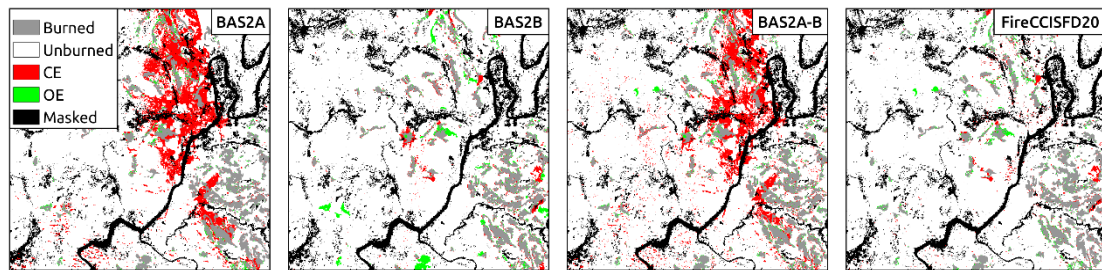 BAS2A
Burned
Unburned
CE
OE
Masked
BAS2B
BAS2A-B
FireCCISFD20